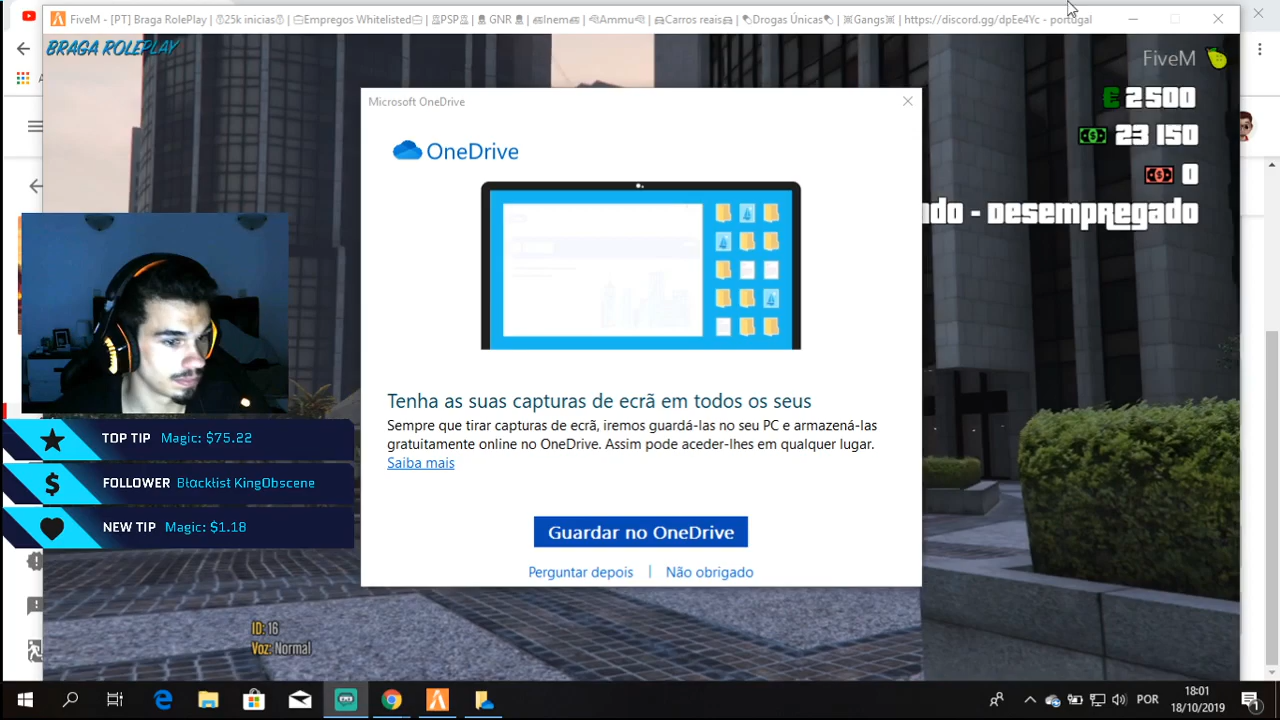 FiveM - [PT] Braga RolePlay | 25k inicias | Empregos Whitelisted | PSP | GNR | Inem | Ammu | Carros reais | Drogas Únicas | Gangs | https://discord.gg/dpEe4Yc - portugal
BRAGA ROLEPLAY
FiveM
2 500
23 150
0
Microsoft OneDrive
OneDrive
do - Desempregado
Tenha as suas capturas de ecrã em todos os seus
Sempre que tirar capturas de ecrã, iremos guardá-las no seu PC e armazená-las
gratuitamente online no OneDrive. Assim pode aceder-lhes em qualquer lugar.
Saiba mais
Guardar no OneDrive
Perguntar depois | Não obrigado
TOP TIP Magic: $75.22
FOLLOWER Blacklist KingObscene
NEW TIP Magic: $1.18
ID: 16
Voz: Normal
POR
18:01
18/10/2019
1